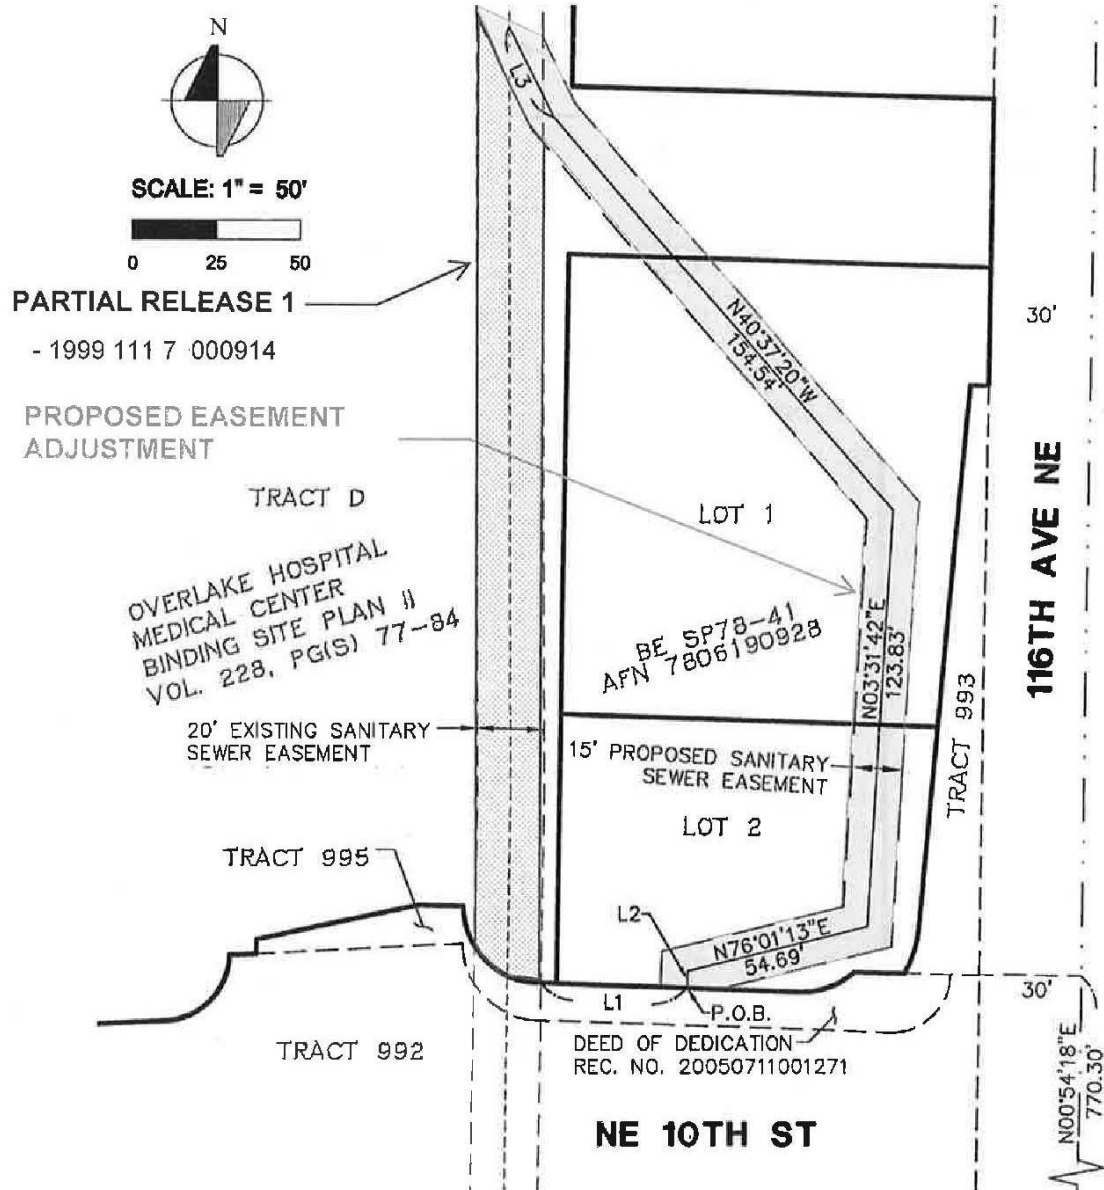 N
SCALE: 1" = 50'
0 25 50
PARTIAL RELEASE 1
- 1999 111 7 000914
PROPOSED EASEMENT
ADJUSTMENT
TRACT D
OVERLAKE HOSPITAL
MEDICAL CENTER
BINDING SITE PLAN II
VOL. 228, PG(S) 77-84
20' EXISTING SANITARY
SEWER EASEMENT
TRACT 995
TRACT 992
L3
N40°37'20"W
154.54'
LOT 1
BE SP78-41
AFN 7806190928
N03°31'42"E
123.83'
15' PROPOSED SANITARY
SEWER EASEMENT
LOT 2
L2
N76°01'13"E
54.69'
L1
P.O.B.
DEED OF DEDICATION
REC. NO. 20050711001271
NE 10TH ST
30'
116TH AVE NE
TRACT 993
30'
N00°54'18"E
770.30'